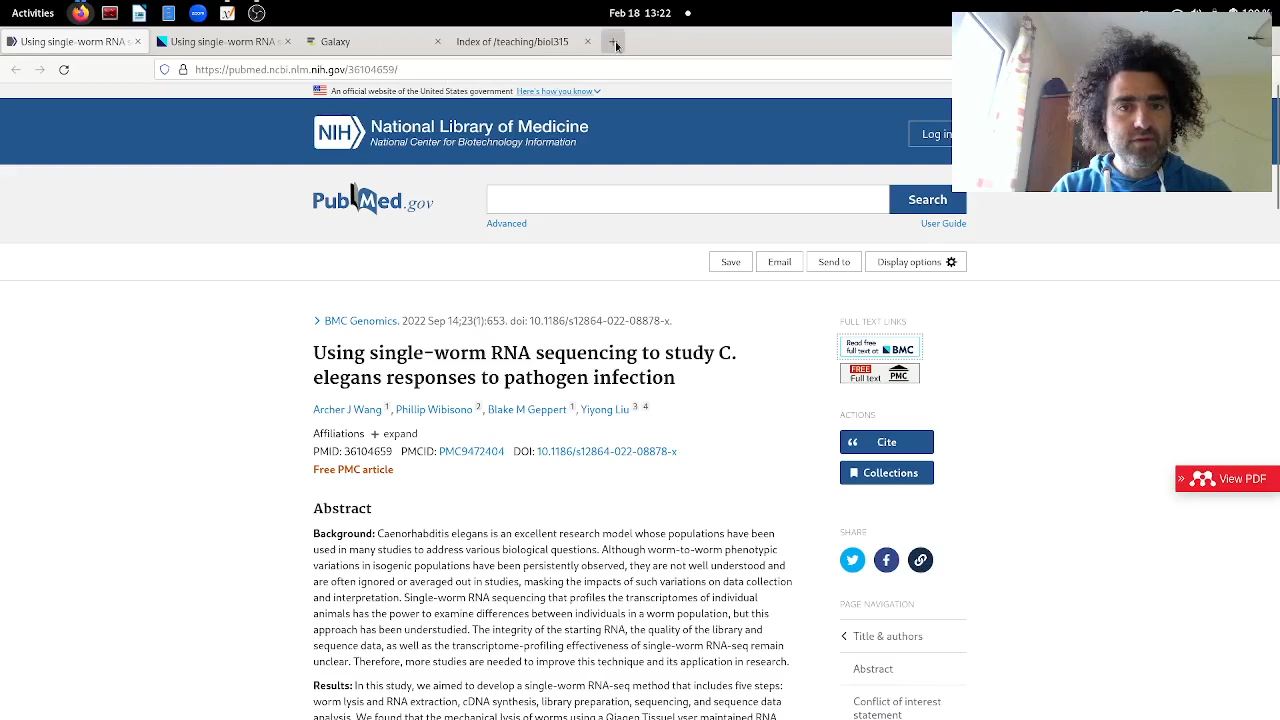 Activities
Feb 18 13:22
Using single-worm RNA s
Using single-worm RNA s
Galaxy
Index of /teaching/biol315
https://pubmed.ncbi.nlm.nih.gov/36104659/
An official website of the United States government Here's how you know
NIH National Library of Medicine
National Center for Biotechnology Information
Log in
PubMed.gov
Search
Advanced
User Guide
Save Email Send to Display options
BMC Genomics. 2022 Sep 14;23(1):653. doi: 10.1186/s12864-022-08878-x.
Using single-worm RNA sequencing to study C.
elegans responses to pathogen infection
Archer J Wang 1, Phillip Wibisono 2, Blake M Geppert 1, Yiyong Liu 3 4
Affiliations + expand
PMID: 36104659 PMCID: PMC9472404 DOI: 10.1186/s12864-022-08878-x
Free PMC article
Abstract
Background: Caenorhabditis elegans is an excellent research model whose populations have been
used in many studies to address various biological questions. Although worm-to-worm phenotypic
variations in isogenic populations have been persistently observed, they are not well understood and
are often ignored or averaged out in studies, masking the impacts of such variations on data collection
and interpretation. Single-worm RNA sequencing that profiles the transcriptomes of individual
animals has the power to examine differences between individuals in a worm population, but this
approach has been understudied. The integrity of the starting RNA, the quality of the library and
sequence data, as well as the transcriptome-profiling effectiveness of single-worm RNA-seq remain
unclear. Therefore, more studies are needed to improve this technique and its application in research.
Results: In this study, we aimed to develop a single-worm RNA-seq method that includes five steps:
worm lysis and RNA extraction, cDNA synthesis, library preparation, sequencing, and sequence data
analysis. We found that the mechanical lysis of worms using a Qiagen TissueLyser maintained RNA
FULL TEXT LINKS
Read free
full text at BMC
FREE
Full text PMC
ACTIONS
Cite
Collections
SHARE
PAGE NAVIGATION
Title & authors
Abstract
Conflict of interest
statement
View PDF